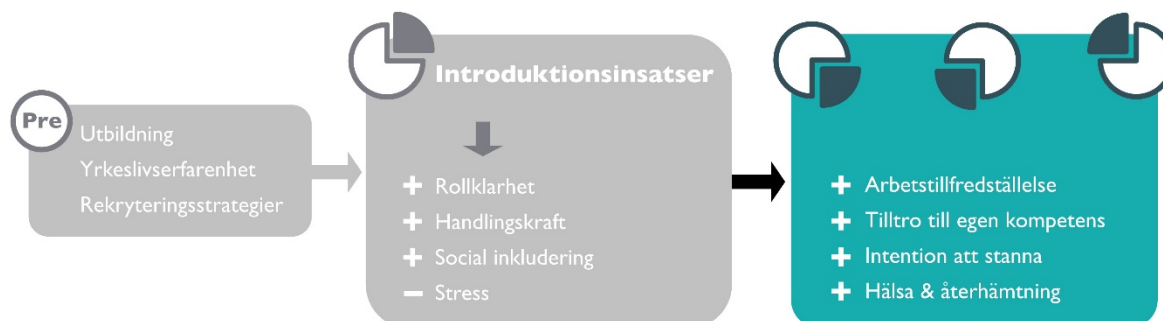 Pre
Utbildning
Yrkeslivserfarenhet
Rekryteringsstrategier
Introduktionsinsatser
+ Rollklarhet
+ Handlingskraft
+ Social inkludering
– Stress
+ Arbetstillfredställelse
+ Tilltro till egen kompetens
+ Intention att stanna
+ Hälsa & återhämtning